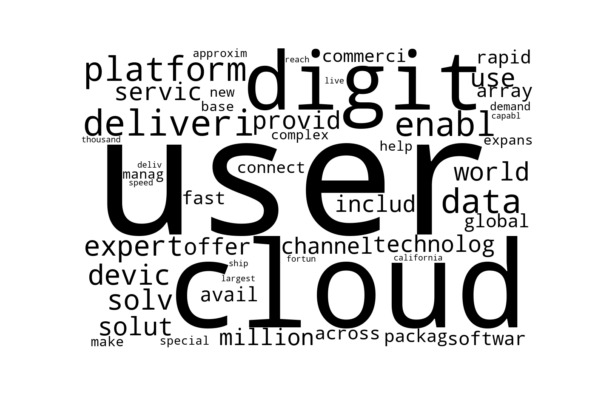 approxim reach commerci rapid
platform digit live use
servic new array
base demand
deliveri provid enabl capabl
thousand complex help expans
user
deliv connect world
manag
speed fast includ data
global
expert offer channel technolog
cloud
devic ship fortun california
largest
solv avail
solut million across packag softwar
make special